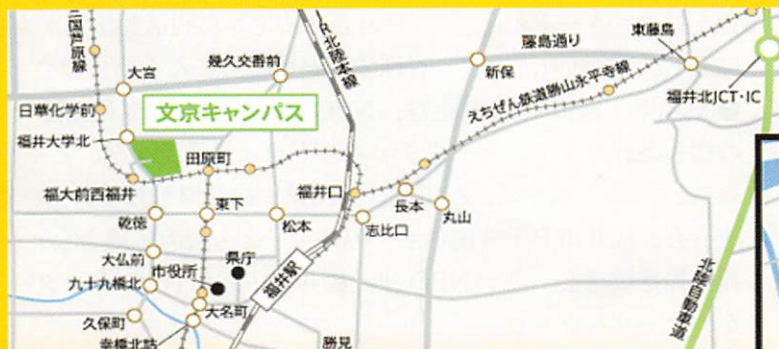 三国芦原線
JR北陸本線
藤島通り
東藤島
大宮
幾久交番前
新保
福井北JCT・IC
日華化学前
文京キャンパス
えちぜん鉄道勝山永平寺線
福井大学北
田原町
福大前西福井
福井口
乾徳
東下
松本
志比口
長本
丸山
大仏前
市役所
県庁
九十九橋北
福井駅
大名町
北陸自動車道
久保町
幸橋北詰
勝見